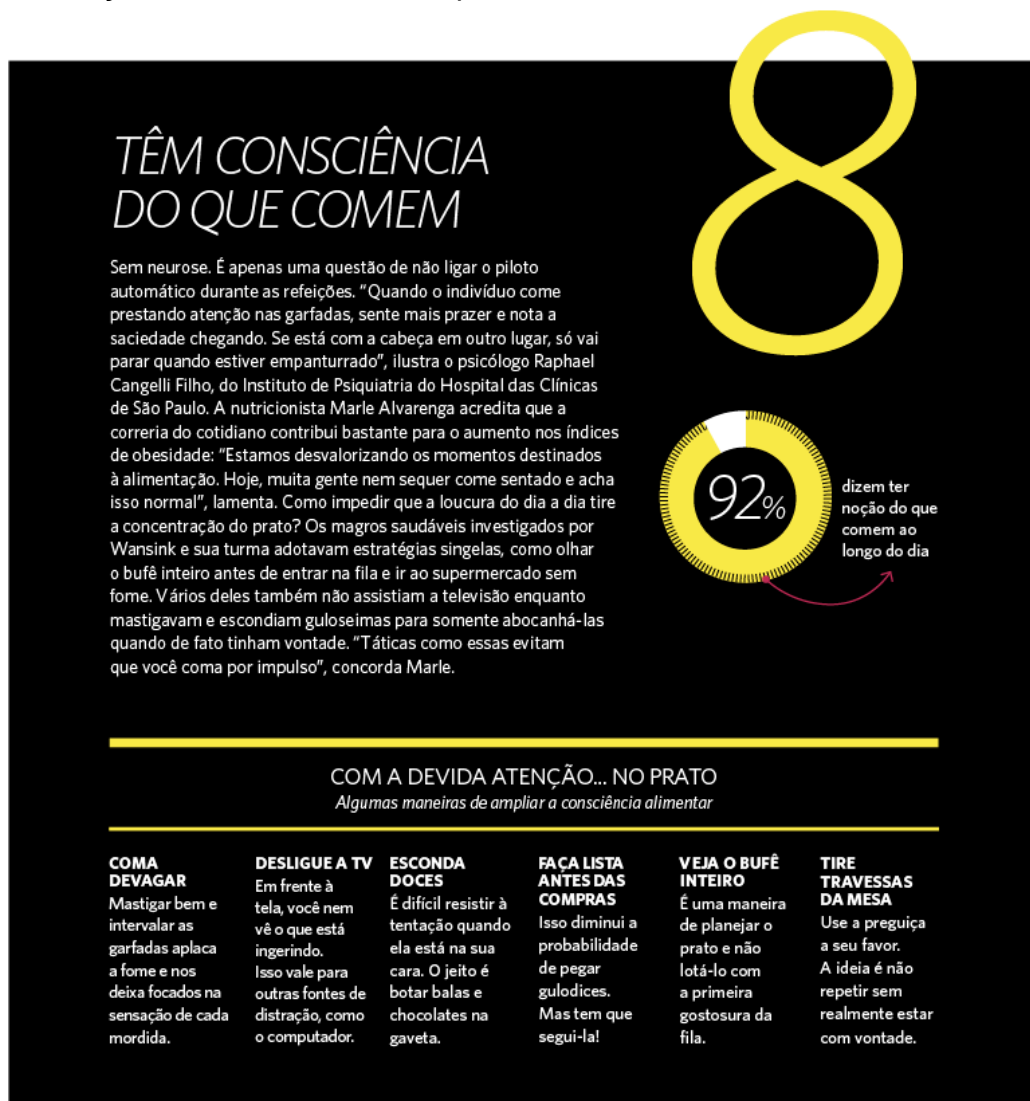 8
TÊM CONSCIÊNCIA
DO QUE COMEM
Sem neurose. É apenas uma questão de não ligar o piloto
automático durante as refeições. “Quando o indivíduo come
prestando atenção nas garfadas, sente mais prazer e nota a
saciedade chegando. Se está com a cabeça em outro lugar, só vai
parar quando estiver empanturrado”, ilustra o psicólogo Raphael
Cangelli Filho, do Instituto de Psiquiatria do Hospital das Clínicas
de São Paulo. A nutricionista Marle Alvarenga acredita que a
correria do cotidiano contribui bastante para o aumento nos índices
de obesidade: “Estamos desvalorizando os momentos destinados
à alimentação. Hoje, muita gente nem sequer come sentado e acha
isso normal”, lamenta. Como impedir que a loucura do dia a dia tire
a concentração do prato? Os magros saudáveis investigados por
Wansink e sua turma adotavam estratégias singelas, como olhar
o bufê inteiro antes de entrar na fila e ir ao supermercado sem
fome. Vários deles também não assistiam a televisão enquanto
mastigavam e escondiam guloseimas para somente abocanhá-las
quando de fato tinham vontade. “Táticas como essas evitam
que você coma por impulso”, concorda Marle.
92%
dizem ter
noção do que
comem ao
longo do dia
COM A DEVIDA ATENÇÃO... NO PRATO
Algumas maneiras de ampliar a consciência alimentar
COMA
DEVAGAR
Mastigar bem e
intervalar as
garfadas aplaca
a fome e nos
deixa focados na
sensação de cada
mordida.
DESLIGUE A TV
Em frente à
tela, você nem
vê o que está
ingerindo.
Isso vale para
outras fontes de
distração, como
o computador.
ESCONDA
DOCES
É difícil resistir à
tentação quando
ela está na sua
cara. O jeito é
botar balas e
chocolates na
gaveta.
FAÇA LISTA
ANTES DAS
COMPRAS
Isso diminui a
probabilidade
de pegar
gulodices.
Mas tem que
segui-la!
VEJA O BUFÊ
INTEIRO
É uma maneira
de planejar o
prato e não
lotá-lo com
a primeira
gostosura da
fila.
TIRE
TRAVESSAS
DA MESA
Use a preguiça
a seu favor.
A ideia é não
repetir sem
realmente estar
com vontade.